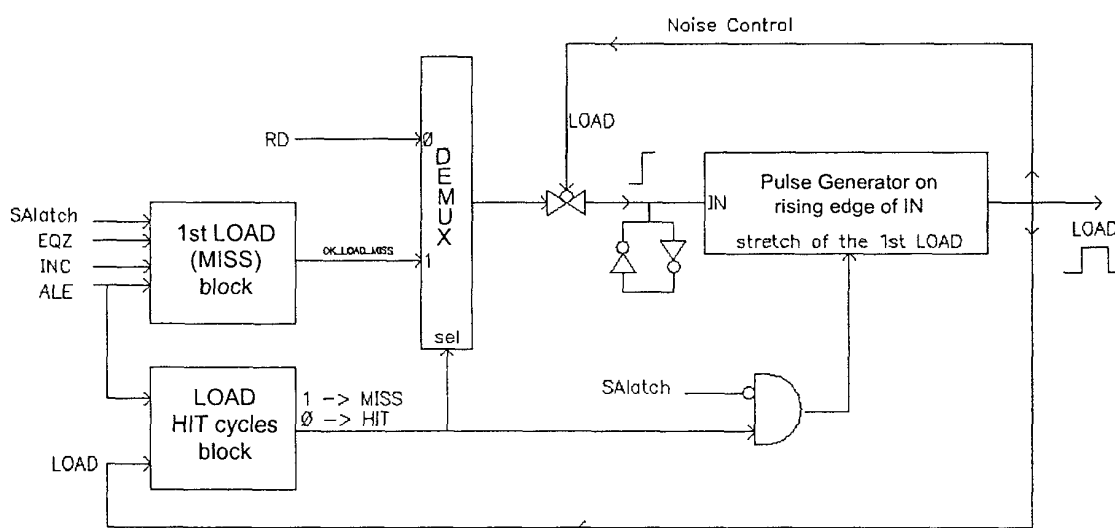 Noise Control
LOAD
RD
Ø
DEMUX
1
sel
SAlatch
EQZ
INC
ALE
1st LOAD
(MISS)
block
OK_LOAD_MISS
IN
Pulse Generator on
rising edge of IN
stretch of the 1st LOAD
LOAD
LOAD
HIT cycles
block
1 -> MISS
Ø -> HIT
SAlatch
LOAD